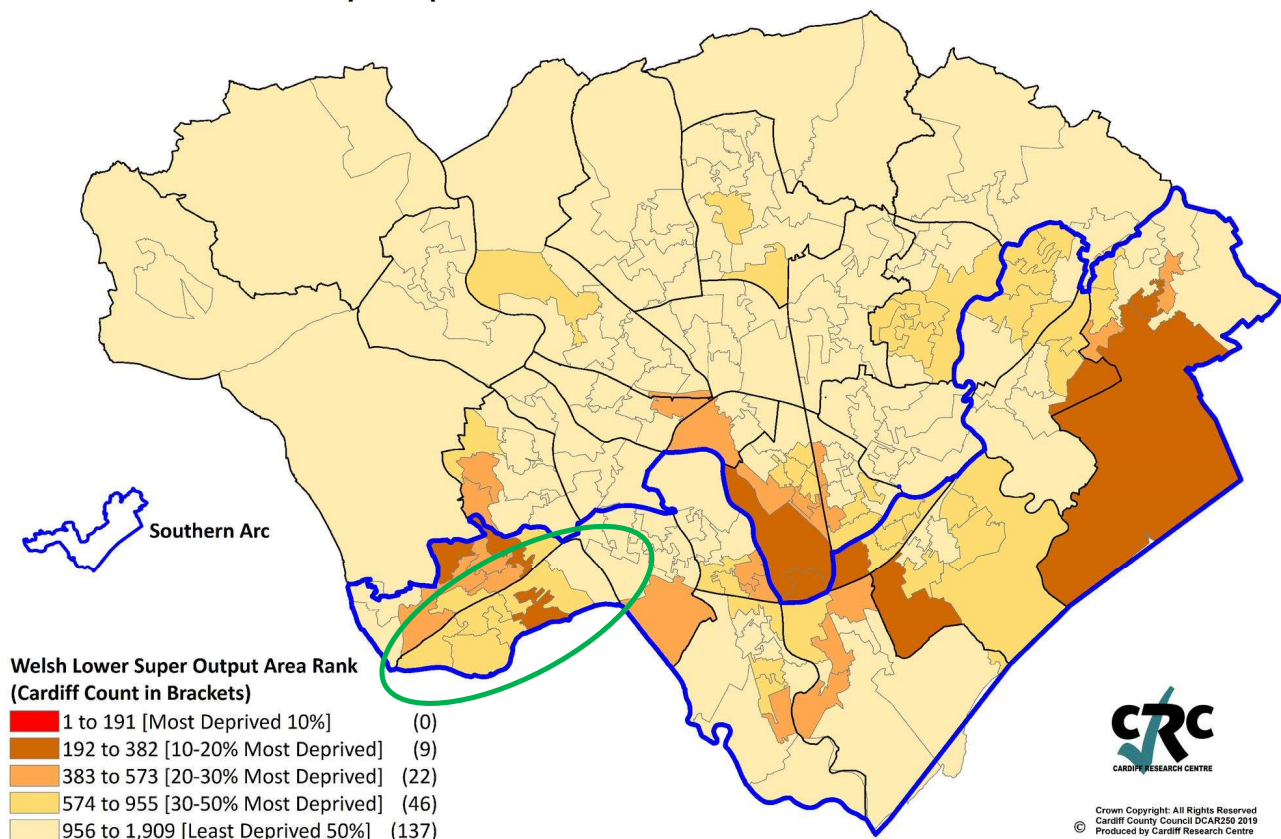 Southern Arc
Welsh Lower Super Output Area Rank
(Cardiff Count in Brackets)
1 to 191 [Most Deprived 10%] (0)
192 to 382 [10-20% Most Deprived] (9)
383 to 573 [20-30% Most Deprived] (22)
574 to 955 [30-50% Most Deprived] (46)
956 to 1,909 [Least Deprived 50%] (137)
CRC
CARDIFF RESEARCH CENTRE
Crown Copyright: All Rights Reserved
Cardiff County Council DCAR250 2019
© Produced by Cardiff Research Centre